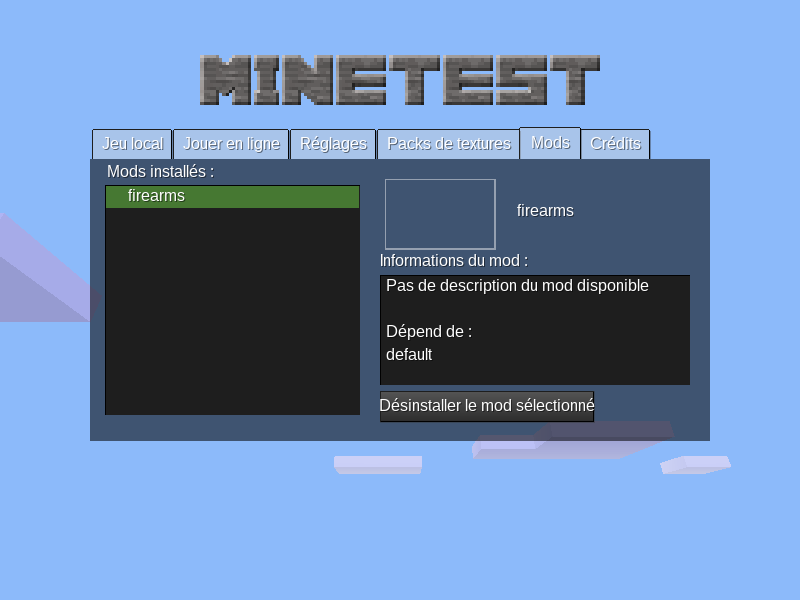 MINETEST
Jeu local Jouer en ligne Réglages Packs de textures Mods Crédits
Mods installés :
firearms
firearms
Informations du mod :
Pas de description du mod disponible
Dépend de :
default
Désinstaller le mod sélectionné